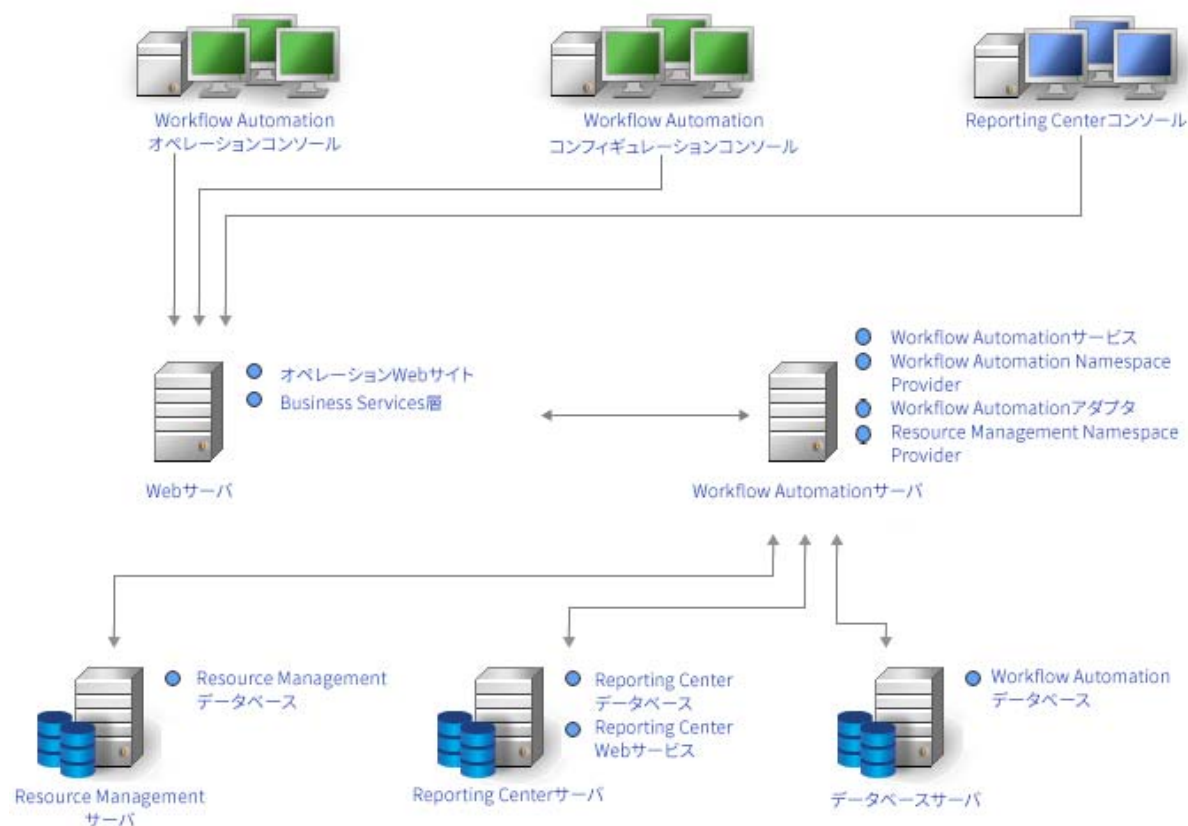 Workflow Automation
オペレーションコンソール
Workflow Automation
コンフィギュレーションコンソール
Reporting Centerコンソール
オペレーションWebサイト
Business Services層
Webサーバ
Workflow Automationサービス
Workflow Automation Namespace
Provider
Workflow Automationアダプタ
Resource Management Namespace
Provider
Workflow Automationサーバ
Resource Management
データベース
Resource Management
サーバ
Reporting Center
データベース
Reporting Center
Webサービス
Reporting Centerサーバ
Workflow Automation
データベース
データベースサーバ